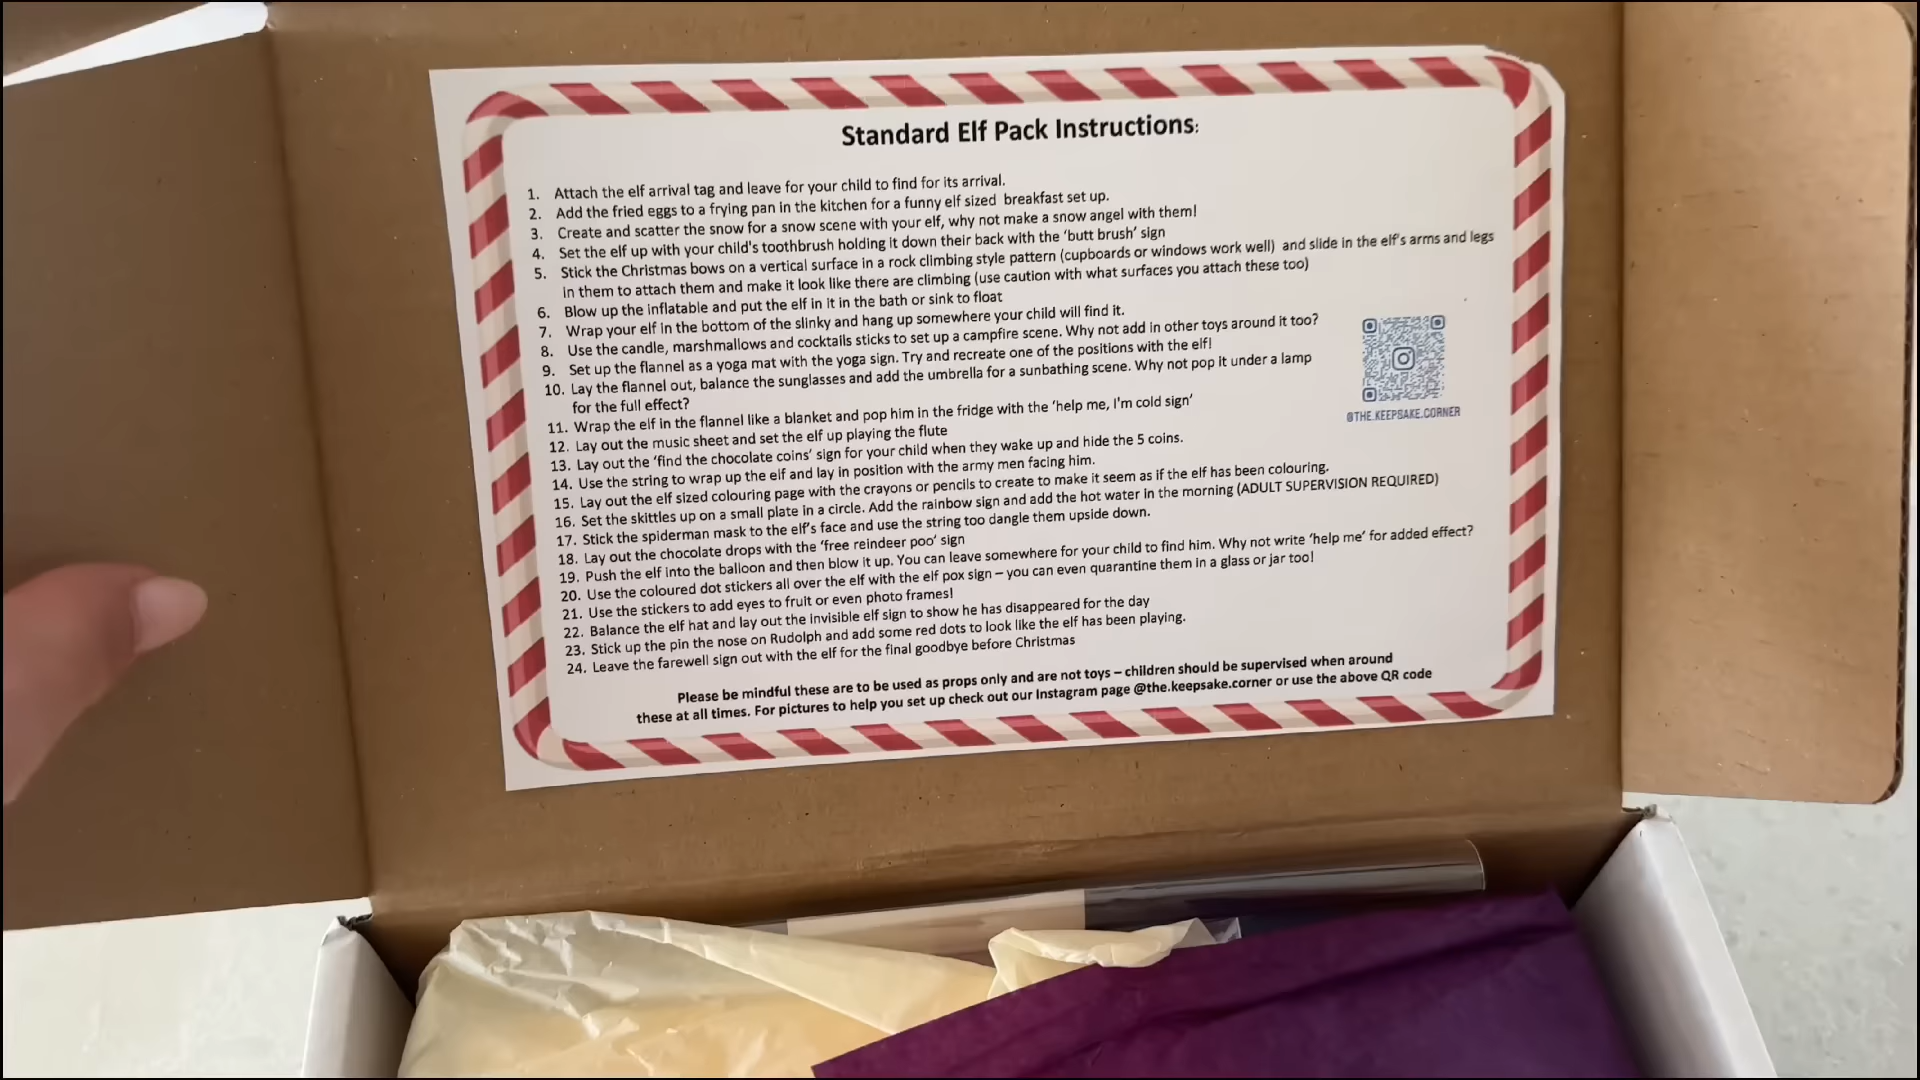 Standard Elf Pack Instructions:
1. Attach the elf arrival tag and leave for your child to find for its arrival.
2. Add the fried eggs to a frying pan in the kitchen for a funny elf sized breakfast set up.
3. Create and scatter the snow for a snow scene with your elf, why not make a snow angel with them!
4. Set the elf up with your child's toothbrush holding it down their back with the 'butt brush' sign
5. Stick the Christmas bows on a vertical surface in a rock climbing style pattern (cupboards or windows work well) and slide in the elf's arms and legs
in them to attach them and make it look like there are climbing (use caution with what surfaces you attach these too)
6. Blow up the inflatable and put the elf in it in the bath or sink to float
7. Wrap your elf in the bottom of the slinky and hang up somewhere your child will find it.
8. Use the candle, marshmallows and cocktails sticks to set up a campfire scene. Why not add in other toys around it too?
9. Set up the flannel as a yoga mat with the yoga sign. Try and recreate one of the positions with the elf!
10. Lay the flannel out, balance the sunglasses and add the umbrella for a sunbathing scene. Why not pop it under a lamp
for the full effect?
11. Wrap the elf in the flannel like a blanket and pop him in the fridge with the 'help me, I'm cold sign'
12. Lay out the music sheet and set the elf up playing the flute
13. Lay out the 'find the chocolate coins' sign for your child when they wake up and hide the 5 coins.
14. Use the string to wrap up the elf and lay in position with the army men facing him.
15. Lay out the elf sized colouring page with the crayons or pencils to create to make it seem as if the elf has been colouring.
16. Set the skittles up on a small plate in a circle. Add the rainbow sign and add the hot water in the morning (ADULT SUPERVISION REQUIRED)
17. Stick the spiderman mask to the elf's face and use the string too dangle them upside down.
18. Lay out the chocolate drops with the 'free reindeer poo' sign
19. Push the elf into the balloon and then blow it up. You can leave somewhere for your child to find him. Why not write 'help me' for added effect?
20. Use the coloured dot stickers all over the elf with the elf pox sign – you can even quarantine them in a glass or jar too!
21. Use the stickers to add eyes to fruit or even photo frames!
22. Balance the elf hat and lay out the invisible elf sign to show he has disappeared for the day
23. Stick up the pin the nose on Rudolph and add some red dots to look like the elf has been playing.
24. Leave the farewell sign out with the elf for the final goodbye before Christmas
@THE.KEEPSAKE.CORNER
Please be mindful these are to be used as props only and are not toys – children should be supervised when around
these at all times. For pictures to help you set up check out our Instagram page @the.keepsake.corner or use the above QR code